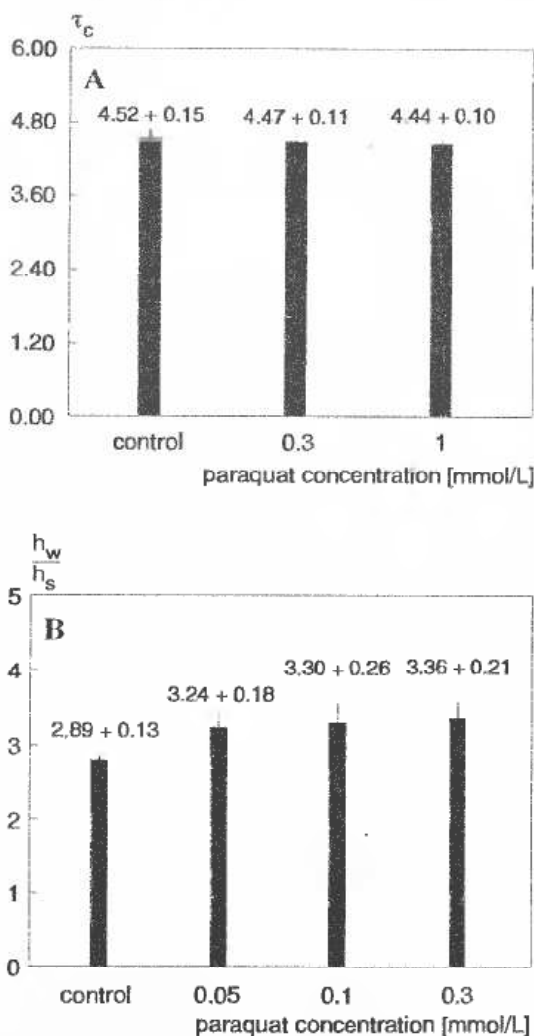 τc
6.00
A
4.52 + 0.15 4.47 + 0.11 4.44 + 0.10
4.80
3.60
2.40
1.20
0.00
control 0.3 1
paraquat concentration [mmol/L]
hw
hs
5
B
4
3.30 + 0.26 3.36 + 0.21
3.24 + 0.18
2.89 + 0.13
3
2
1
0
control 0.05 0.1 0.3
paraquat concentration [mmol/L]